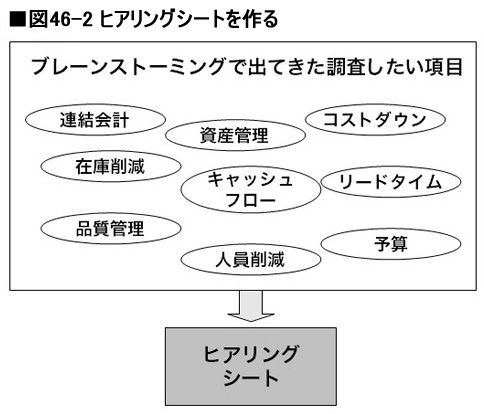 ■図46-2 ヒアリングシートを作る
ブレーンストーミングで出てきた調査したい項目
連結会計
資産管理
コストダウン
在庫削減
キャッシュ
フロー
リードタイム
品質管理
人員削減
予算
ヒアリング
シート